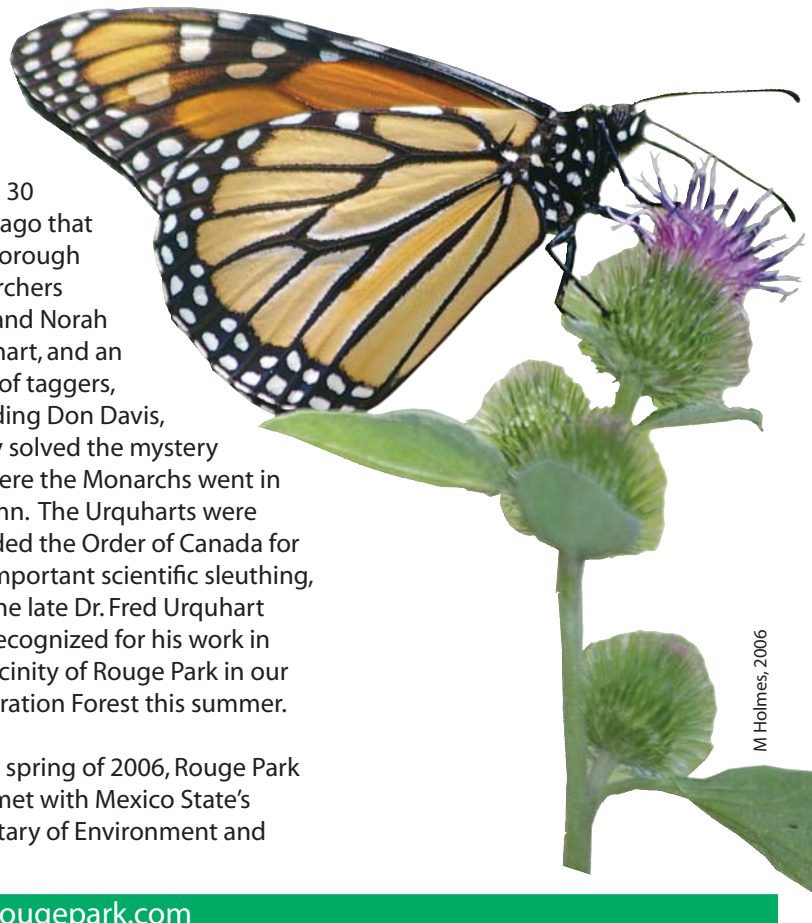 30
ago that
orough
rchers
and Norah
hart, and an
of taggers,
ding Don Davis,
y solved the mystery
ere the Monarchs went in
mn. The Urquharts were
ded the Order of Canada for
mportant scientific sleuthing,
he late Dr. Fred Urquhart
ecognized for his work in
cinity of Rouge Park in our
ration Forest this summer.
spring of 2006, Rouge Park
met with Mexico State's
tary of Environment and
M Holmes, 2006
ougepark.com